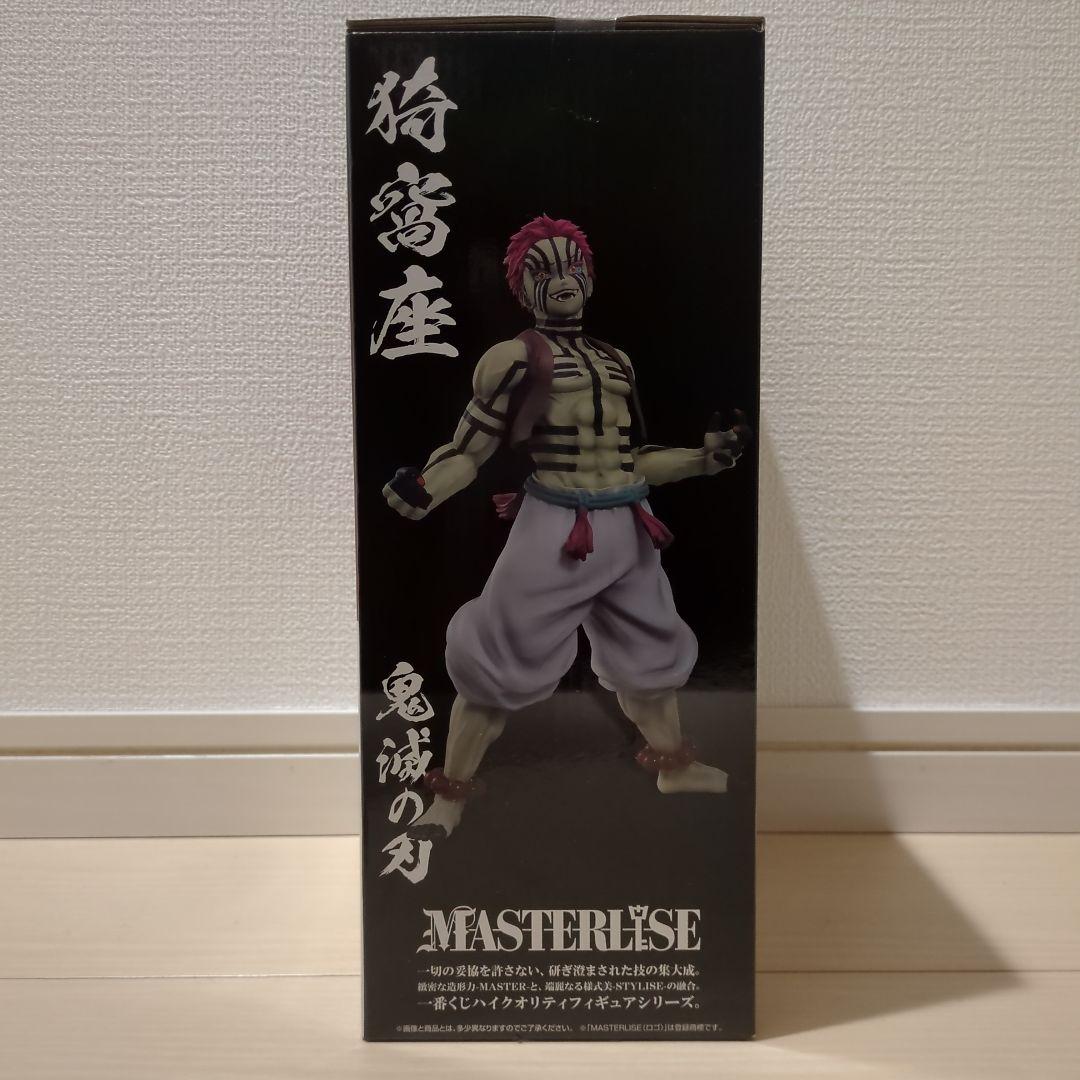 猗窩座
鬼滅の刃
MASTERLISE
一切の妥協を許さない、研ぎ澄まされた技の集大成。
緻密な造形力-MASTER-と、端麗なる様式美-STYLISE-の融合。
一番くじハイクオリティフィギュアシリーズ。
※画像と商品とは、多少異なりますのでご了承ください。 ※「MASTERLISE(ロゴ)」は登録商標です。